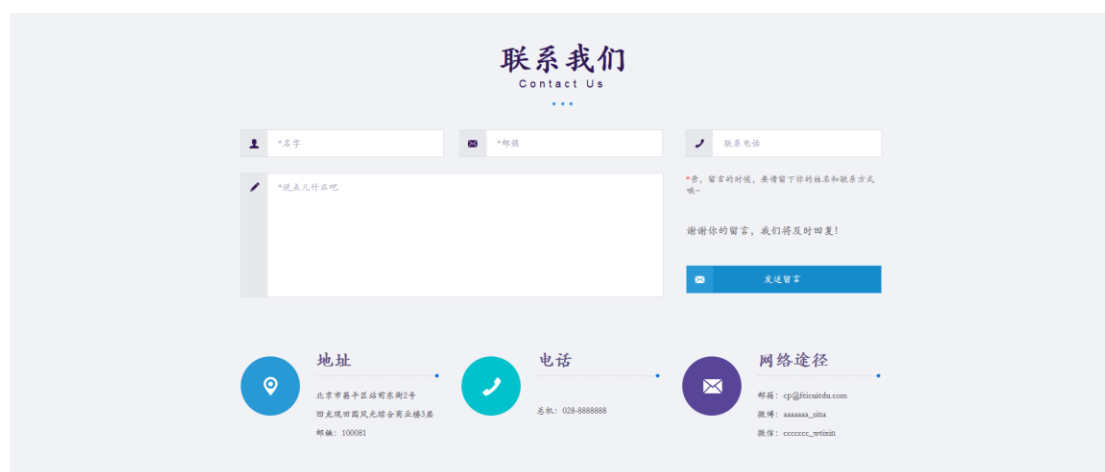 联系我们
Contact Us
*名字
*邮箱
联系电话
*说点儿什么吧
*亲，留言的时候，要请留下你的姓名和联系方式
哦~
谢谢你的留言，我们将及时回复！
发送留言
地址
北京市昌平区站前东街2号
回龙观田园风光综合商业楼3层
邮编：100081
电话
总机：028-8888888
网络途径
邮箱：
微博：aaaaaaa_sina
微信：ccccccc_weixin